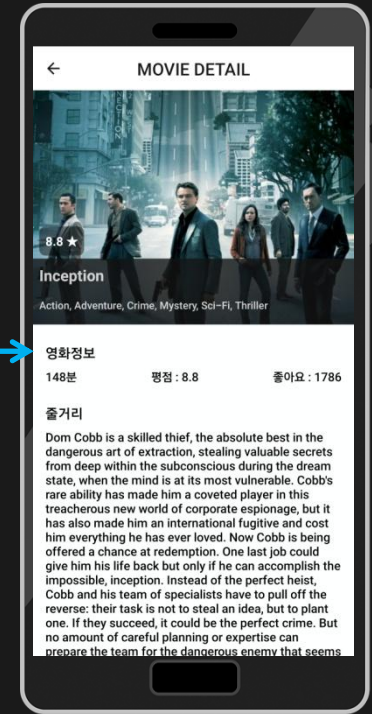 MOVIE DETAIL
8.8 ★
Inception
Action, Adventure, Crime, Mystery, Sci-Fi, Thriller
영화정보
148분 평점 : 8.8 좋아요 : 1786
줄거리
Dom Cobb is a skilled thief, the absolute best in the
dangerous art of extraction, stealing valuable secrets
from deep within the subconscious during the dream
state, when the mind is at its most vulnerable. Cobb's
rare ability has made him a coveted player in this
treacherous new world of corporate espionage, but it
has also made him an international fugitive and cost
him everything he has ever loved. Now Cobb is being
offered a chance at redemption. One last job could
give him his life back but only if he can accomplish the
impossible, inception. Instead of the perfect heist,
Cobb and his team of specialists have to pull off the
reverse: their task is not to steal an idea, but to plant
one. If they succeed, it could be the perfect crime. But
no amount of careful planning or expertise can
prepare the team for the dangerous enemy that seems